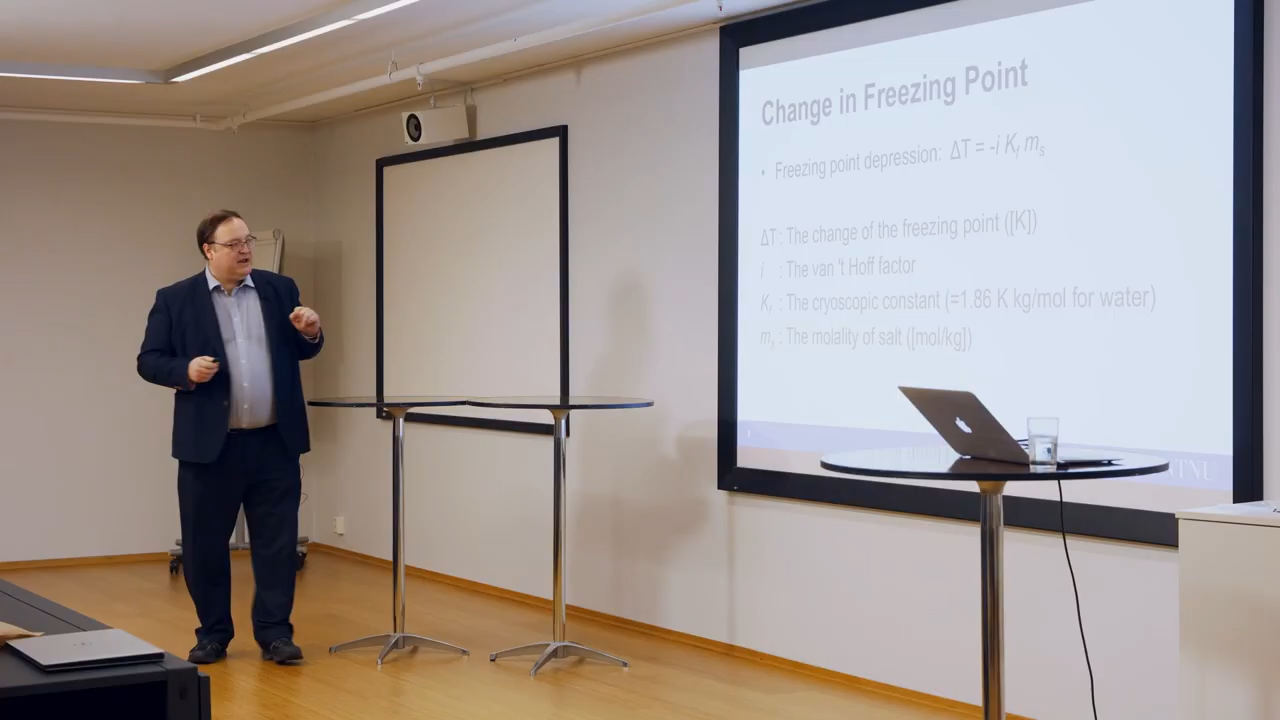 Change in Freezing Point
• Freezing point depression: ΔT = -i K_f m_s
ΔT : The change of the freezing point ([K])
i : The van 't Hoff factor
K_f : The cryoscopic constant (=1.86 K kg/mol for water)
m_s : The molality of salt ([mol/kg])
NTNU